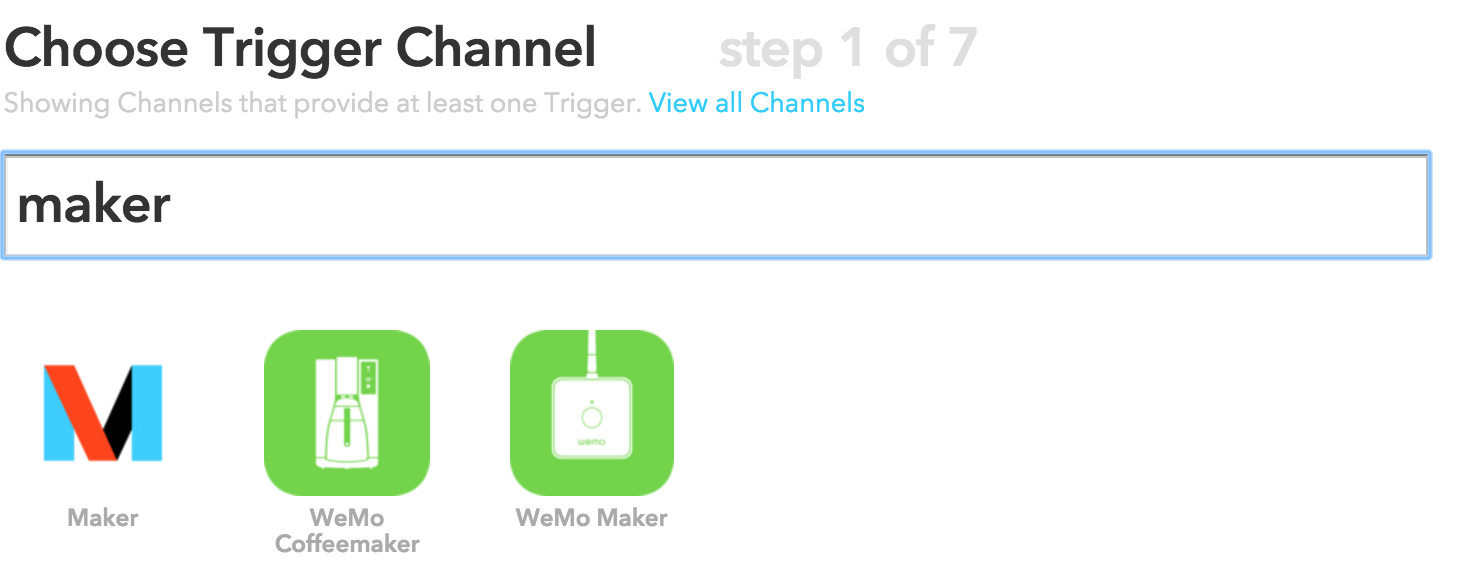 Choose Trigger Channel step 1 of 7
Showing Channels that provide at least one Trigger. View all Channels
maker
wemo
Maker
WeMo
Coffeemaker
WeMo Maker